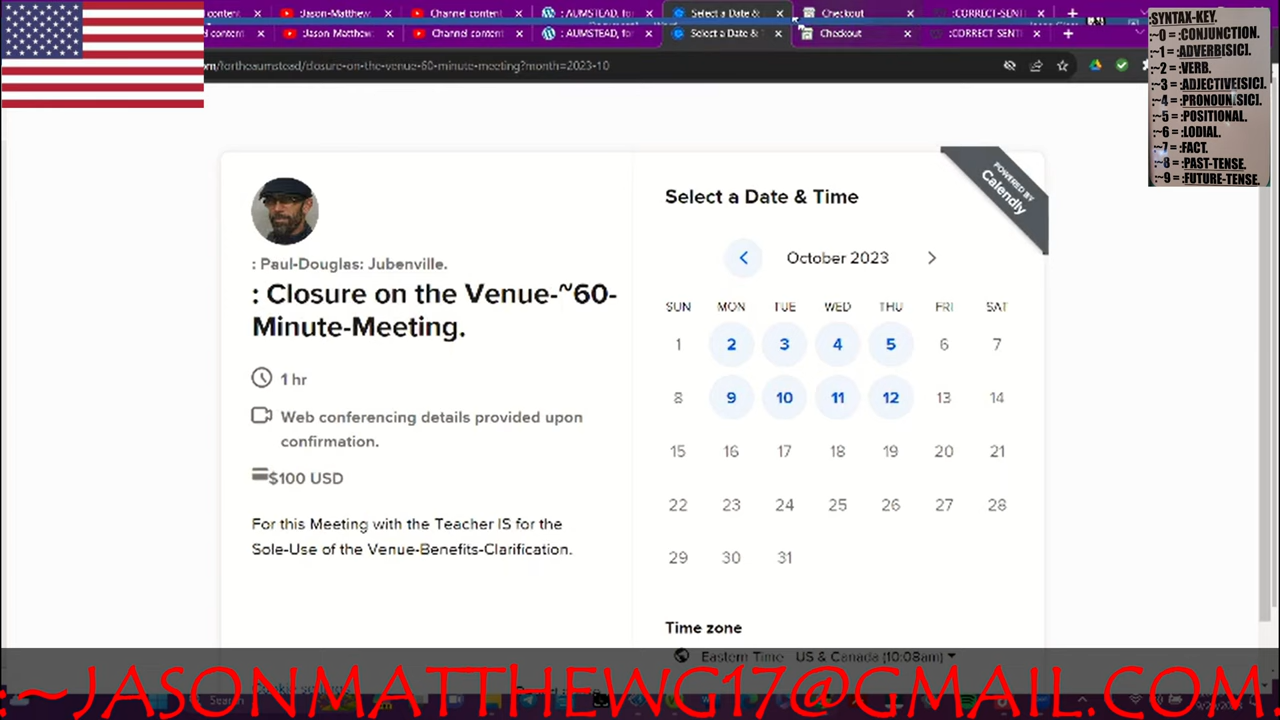 :Jason-Matthew
Channel content
: AUMSTEAD, for
Select a Date &
Checkout
:CORRECT-SENT
Jason-Matthew
Channel content
: AUMSTEAD, for
Select a Date &
Checkout
:CORRECT SENT
/fortheaumstead/closure-on-the-venue-60-minute-meeting?month=2023-10
:SYNTAX-KEY.
:~0 = :CONJUNCTION.
:~1 = :ADVERB[SIC].
:~2 = :VERB.
:~3 = :ADJECTIVE[SIC].
:~4 = :PRONOUN[SIC].
:~5 = :POSITIONAL.
:~6 = :LODIAL.
:~7 = :FACT.
:~8 = :PAST-TENSE.
:~9 = :FUTURE-TENSE.
POWERED BY
Calendly
: Paul-Douglas: Jubenville.
: Closure on the Venue-~60-
Minute-Meeting.
1 hr
Web conferencing details provided upon
confirmation.
$100 USD
For this Meeting with the Teacher IS for the
Sole-Use of the Venue-Benefits-Clarification.
Select a Date & Time
October 2023
SUN MON TUE WED THU FRI SAT
1 2 3 4 5 6 7
8 9 10 11 12 13 14
15 16 17 18 19 20 21
22 23 24 25 26 27 28
29 30 31
Time zone
Eastern Time US & Canada (10:08am)
:~JASONMATTHEWG17@GMAIL.COM.
Search